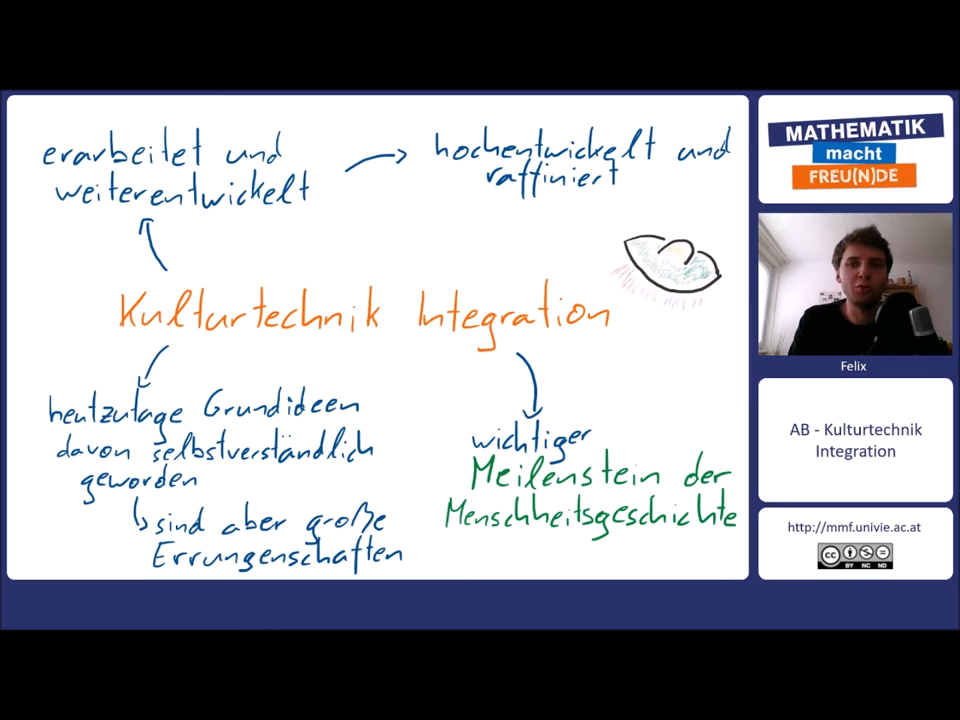 erarbeitet und
weiterentwickelt
hochentwickelt und
raffiniert
Kulturtechnik Integration
heutzutage Grundideen
davon selbstverständlich
geworden
sind aber große
Errungenschaften
wichtiger
Meilenstein der
Menschheitsgeschichte
MATHEMATIK
macht
FREU(N)DE
Felix
AB - Kulturtechnik
Integration
http://mmf.univie.ac.at
cc
BY NC ND